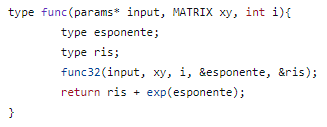 type func(params* input, MATRIX xy, int i){
type esponente;
type ris;
func32(input, xy, i, &esponente, &ris);
return ris + exp(esponente);
}